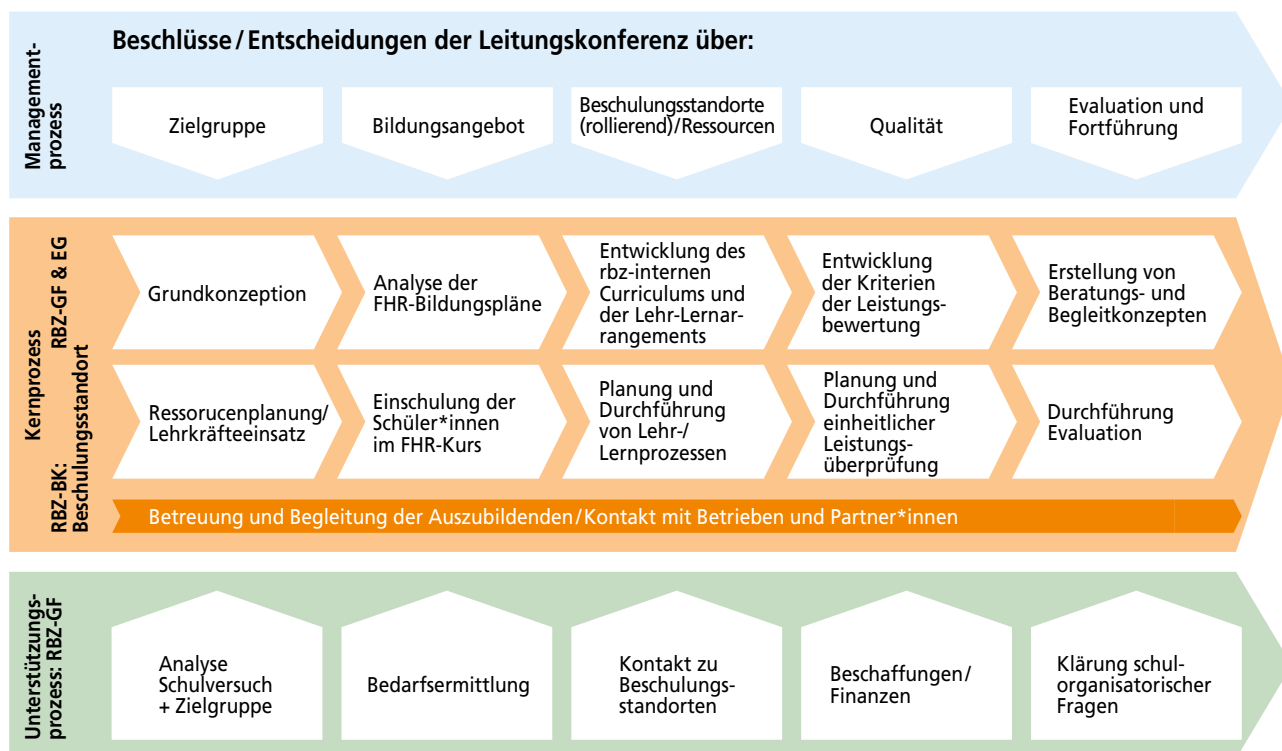 Management-
prozess
Beschlüsse/Entscheidungen der Leitungskonferenz über:
Zielgruppe
Bildungsangebot
Beschulungsstandorte
(rollierend)/Ressourcen
Qualität
Evaluation und
Fortführung
Kernprozess
RBZ-GF & EG
Grundkonzeption
Analyse der
FHR-Bildungspläne
Entwicklung des
rbz-internen
Curriculums und
der Lehr-Lernar-
rangements
Entwicklung
der Kriterien
der Leistungs-
bewertung
Erstellung von
Beratungs- und
Begleitkonzepten
RBZ-BK:
Beschulungsstandort
Ressorucenplanung/
Lehrkräfteeinsatz
Einschulung der
Schüler*innen
im FHR-Kurs
Planung und
Durchführung
von Lehr-/
Lernprozessen
Planung und
Durchführung
einheitlicher
Leistungs-
überprüfung
Durchführung
Evaluation
Betreuung und Begleitung der Auszubildenden/Kontakt mit Betrieben und Partner*innen
Unterstützungs-
prozess: RBZ-GF
Analyse
Schulversuch
+ Zielgruppe
Bedarfsermittlung
Kontakt zu
Beschulungs-
standorten
Beschaffungen/
Finanzen
Klärung schul-
organisatorischer
Fragen